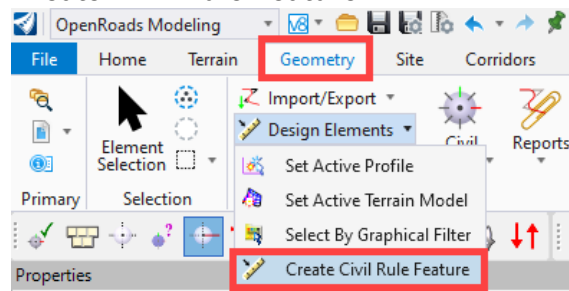 OpenRoads Modeling
File Home Terrain Geometry Site Corridors
Import/Export
Design Elements
Element
Selection
Civil
Reports
Set Active Profile
Set Active Terrain Model
Select By Graphical Filter
Create Civil Rule Feature
Primary Selection
Properties